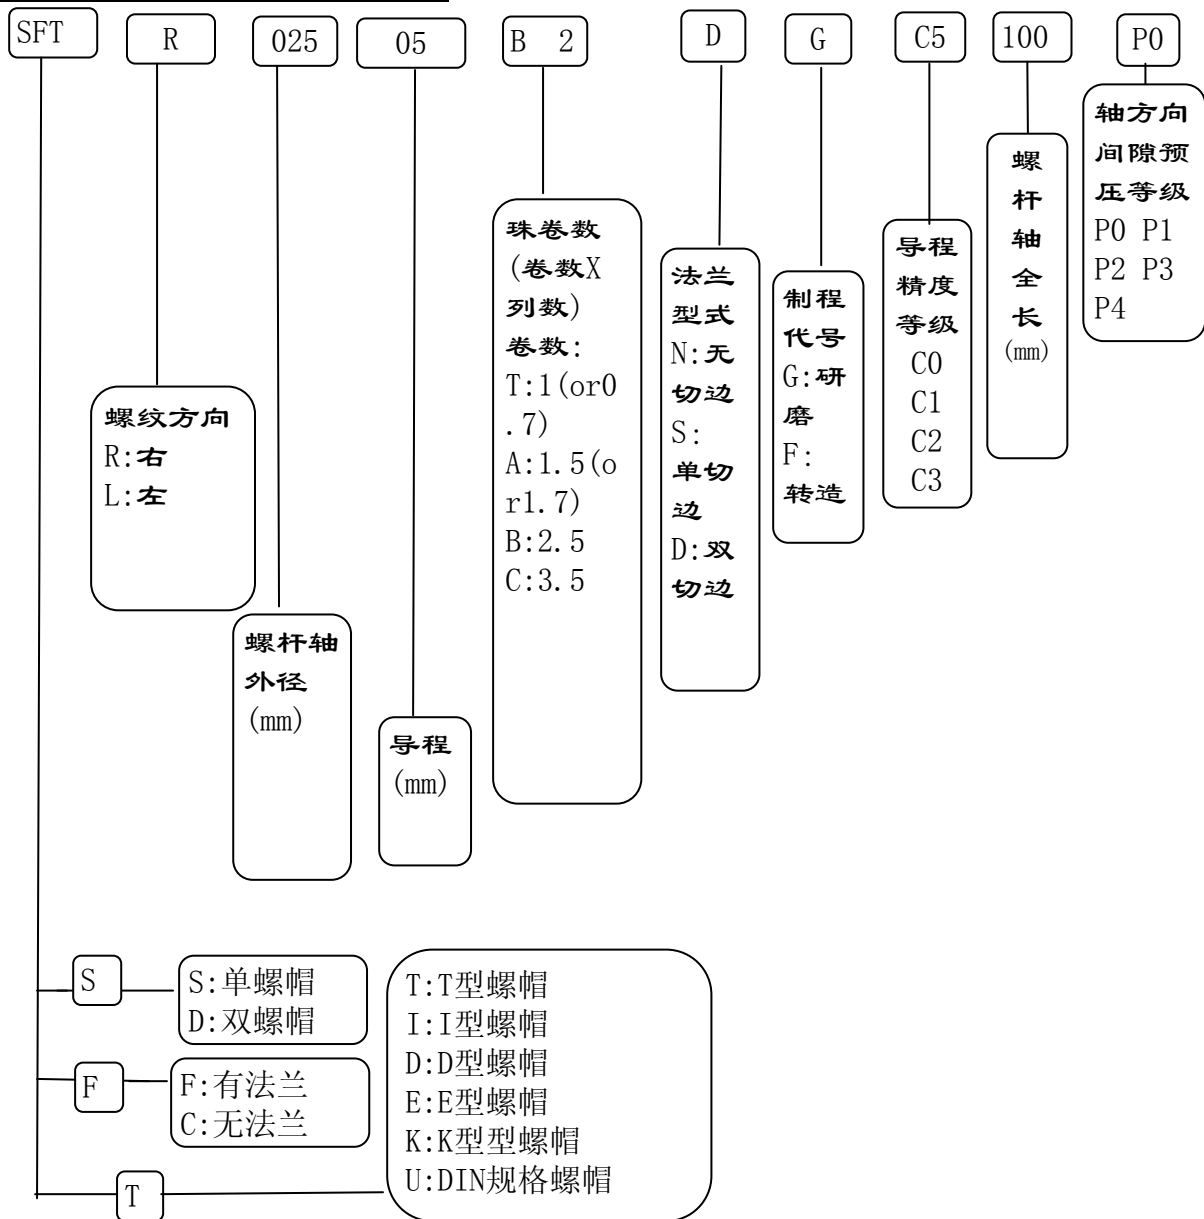 SFT R 025 05 B 2 D G C5 100 P0
螺纹方向
R:右
L:左
螺杆轴
外径
(mm)
导程
(mm)
珠卷数
(卷数X
列数)
卷数:
T:1(or0
.7)
A:1.5(o
r1.7)
B:2.5
C:3.5
法兰
型式
N:无
切边
S:
单切
边
D:双
切边
制程
代号
G:研
磨
F:
转造
导程
精度
等级
C0
C1
C2
C3
螺
杆
轴
全
长
(mm)
轴方向
间隙预
压等级
P0 P1
P2 P3
P4
S
S:单螺帽
D:双螺帽
F
F:有法兰
C:无法兰
T
T:T型螺帽
I:I型螺帽
D:D型螺帽
E:E型螺帽
K:K型型螺帽
U:DIN规格螺帽